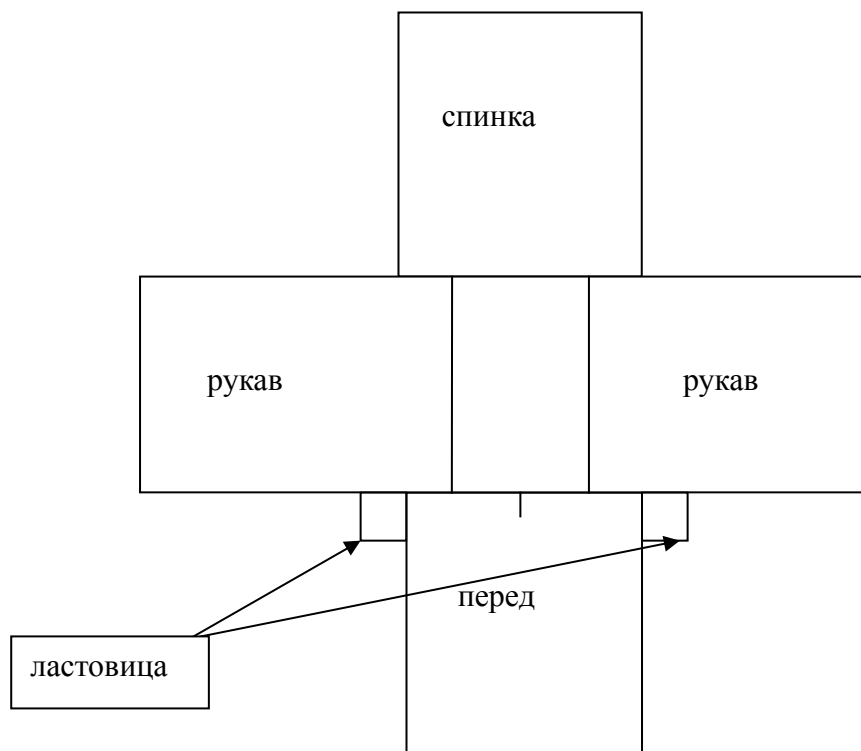 спинка
рукав
рукав
перед
ластовица